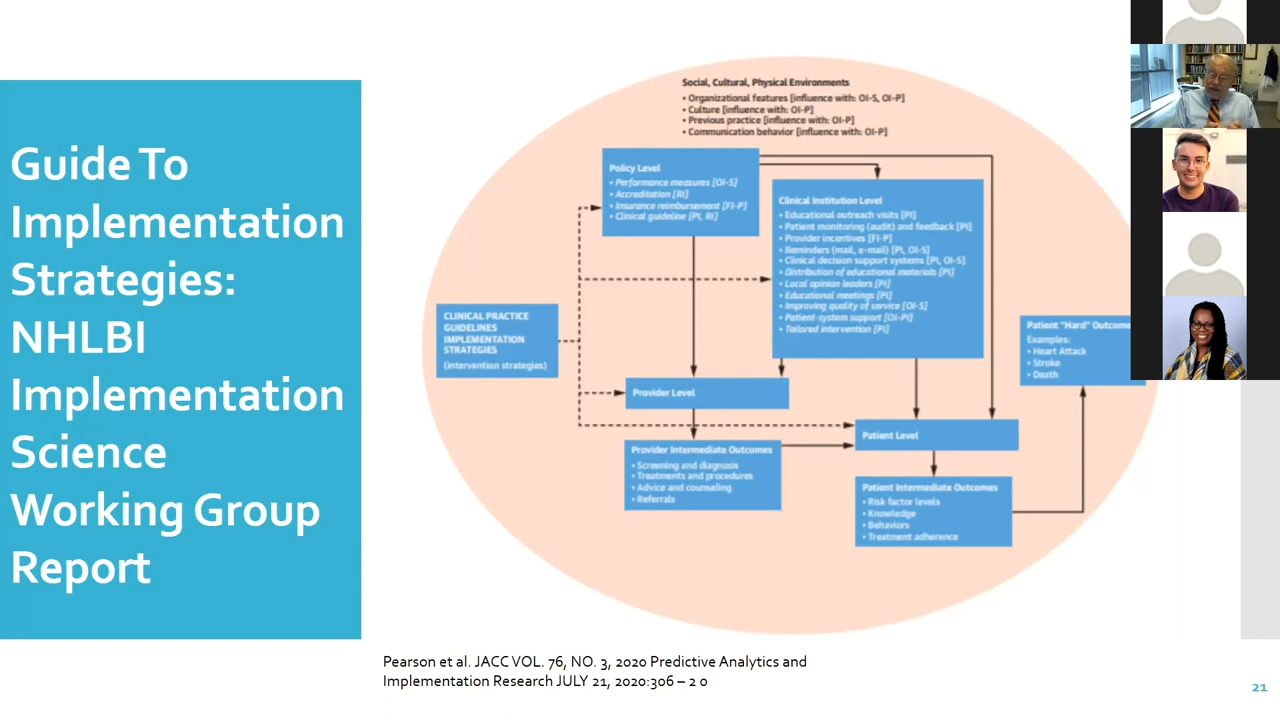 Guide To
Implementation
Strategies:
NHLBI
Implementation
Science
Working Group
Report
Social, Cultural, Physical Environments
• Organizational features [influence with: OI-S, OI-P]
• Culture [influence with: OI-P]
• Previous practice [influence with: OI-P]
• Communication behavior [influence with: OI-P]
Policy Level
• Performance measures [OI-S]
• Accreditation [RI]
• Insurance reimbursement [FI-P]
• Clinical guideline [PI, RI]
Clinical Institution Level
• Educational outreach visits [PI]
• Patient monitoring (audit) and feedback [PI]
• Provider incentives [FI-P]
• Reminders (mail, e-mail) [PI, OI-S]
• Clinical decision support systems [PI, OI-S]
• Distribution of educational materials [PI]
• Local opinion leaders [PI]
• Educational meetings [PI]
• Improving quality of service [OI-S]
• Patient-system support [OI-Pt]
• Tailored intervention [PI]
CLINICAL PRACTICE
GUIDELINES
IMPLEMENTATION
STRATEGIES
(intervention strategies)
Patient "Hard" Outcome
Examples:
• Heart Attack
• Stroke
• Death
Provider Level
Patient Level
Provider Intermediate Outcomes
• Screening and diagnosis
• Treatments and procedures
• Advice and counseling
• Referrals
Patient Intermediate Outcomes
• Risk factor levels
• Knowledge
• Behaviors
• Treatment adherence
Pearson et al. JACC VOL. 76, NO. 3, 2020 Predictive Analytics and
Implementation Research JULY 21, 2020:306 – 2 0
21